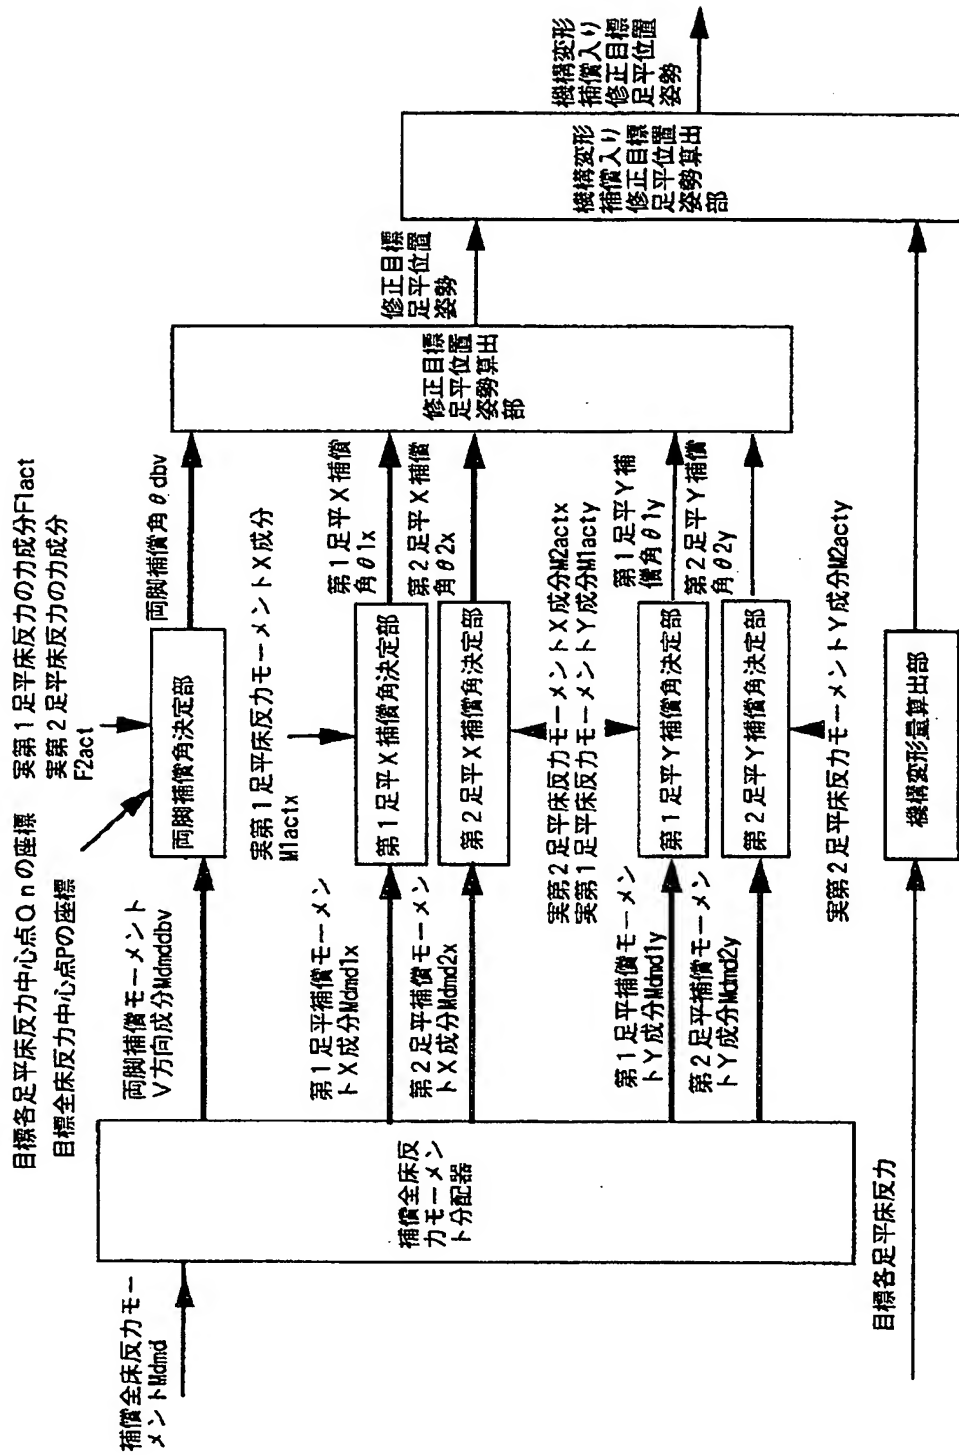 補償全床反力モー
メントMdmd
補償全床反
力モーメン
ト分配器
目標各足平床反力
目標各足平床反力中心点Qnの座標
目標全床反力中心点Pの座標
実第1足平床反力の力成分F1act
実第2足平床反力の力成分
F2act
両脚補償モーメント
V方向成分Mdmddbv
両脚補償角決定部
両脚補償角θdbv
実第1足平床反力モーメントX成分
M1actx
第1足平補償モーメン
トX成分Mdmd1x
第1足平X補償角決定部
第1足平X補償
角θ1x
第2足平補償モーメン
トX成分Mdmd2x
第2足平X補償角決定部
第2足平X補償
角θ2x
実第2足平床反力モーメントX成分M2actx
実第1足平床反力モーメントY成分M1acty
第1足平補償モーメン
トY成分Mdmd1y
第1足平Y補償角決定部
第1足平Y補
償角θ1y
第2足平補償モーメン
トY成分Mdmd2y
第2足平Y補償角決定部
第2足平Y補償
角θ2y
実第2足平床反力モーメントY成分M2acty
機構変形量算出部
修正目標
足平位置
姿勢算出
部
修正目標
足平位置
姿勢
機構変形
補償入り
修正目標
足平位置
姿勢算出
部
機構変形
補償入り
修正目標
足平位置
姿勢